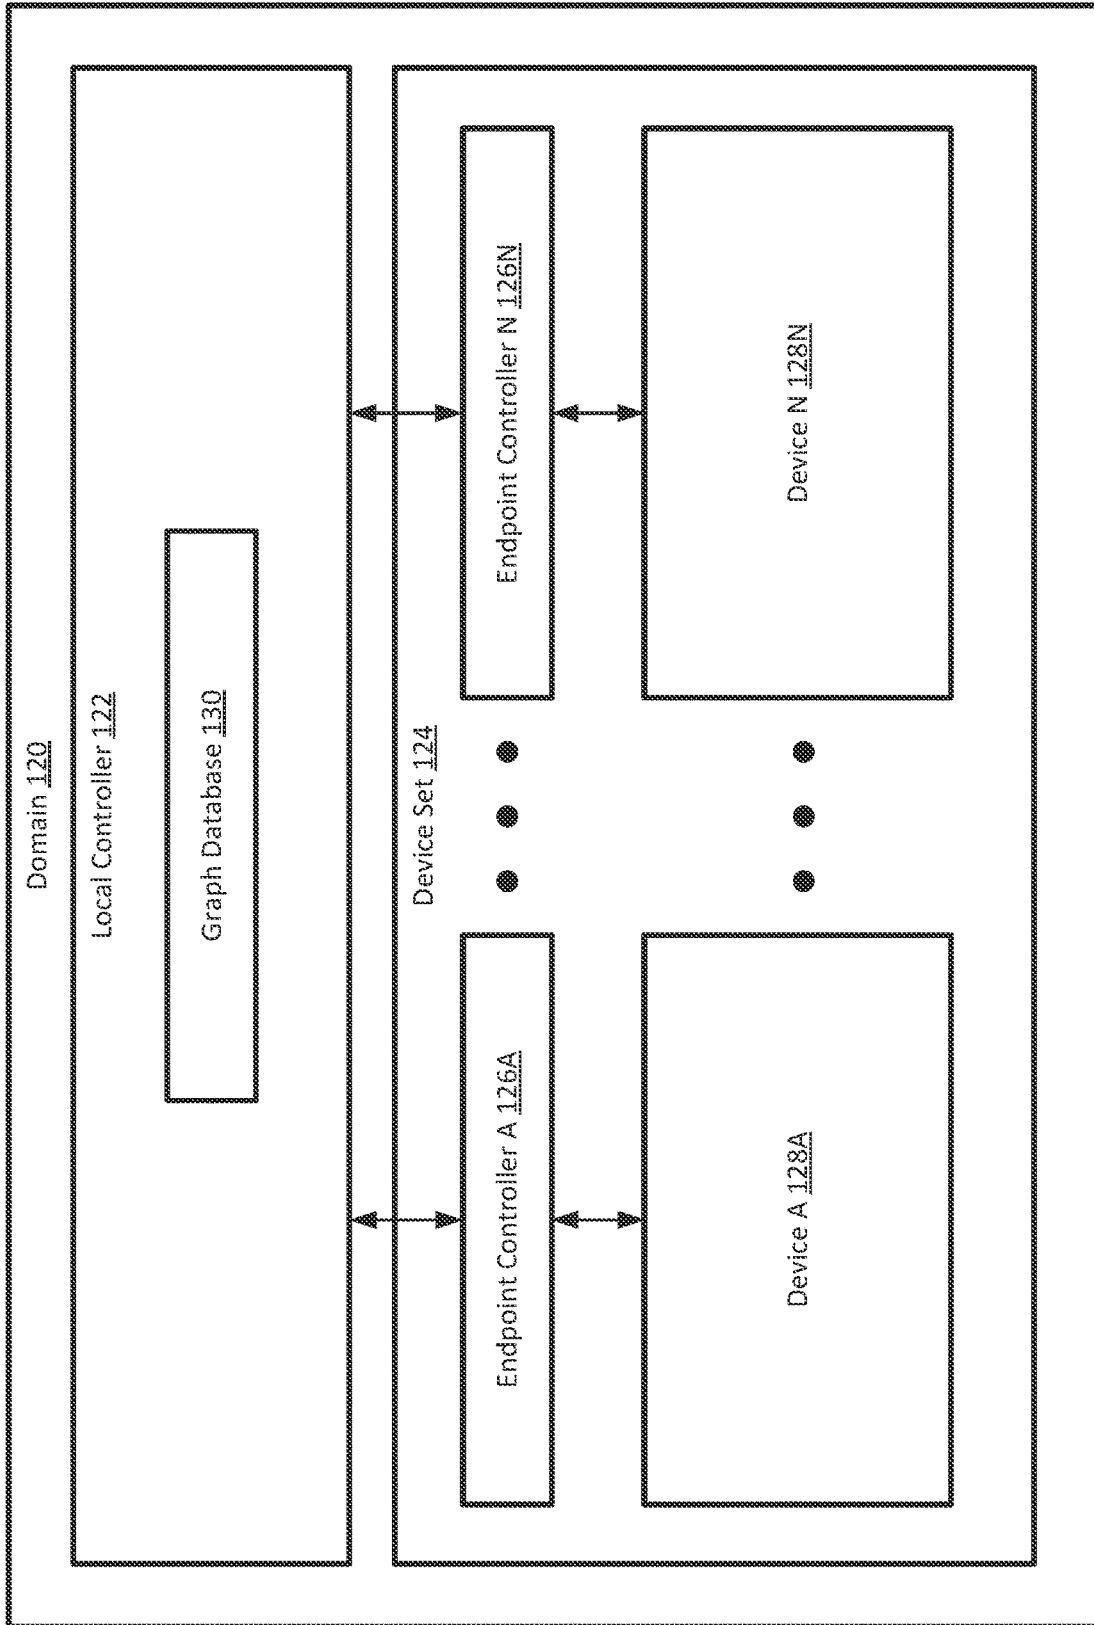 Domain 120
Local Controller 122
Graph Database 130
Device Set 124
Endpoint Controller A 126A
Endpoint Controller N 126N
Device A 128A
Device N 128N